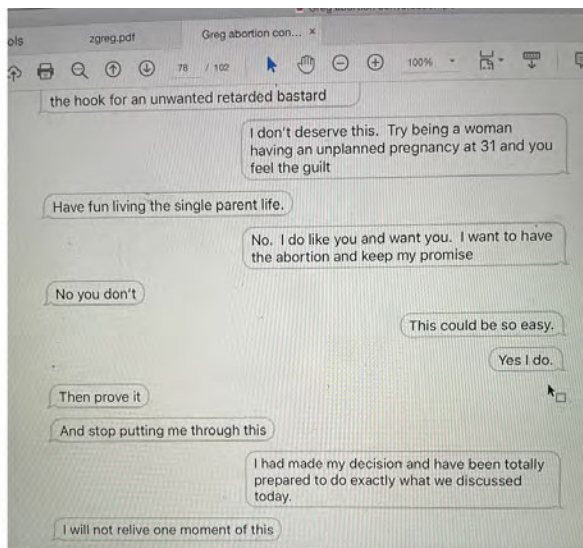 ols
zgreg.pdf
Greg abortion con... ×
78 / 102
100%
the hook for an unwanted retarded bastard
I don't deserve this. Try being a woman
having an unplanned pregnancy at 31 and you
feel the guilt
Have fun living the single parent life.
No. I do like you and want you. I want to have
the abortion and keep my promise
No you don't
This could be so easy.
Yes I do.
Then prove it
And stop putting me through this
I had made my decision and have been totally
prepared to do exactly what we discussed
today.
I will not relive one moment of this